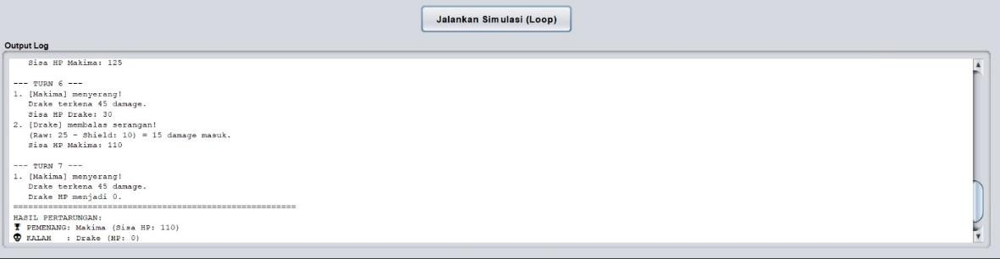 Jalankan Simulasi (Loop)
Output Log
Sisa HP Makima: 125
--- TURN 6 ---
1. [Makima] menyerang!
Drake terkena 45 damage.
Sisa HP Drake: 30
2. [Drake] membalas serangan!
(Raw: 25 - Shield: 10) = 15 damage masuk.
Sisa HP Makima: 110
--- TURN 7 ---
1. [Makima] menyerang!
Drake terkena 45 damage.
Drake HP menjadi 0.
=========================================================
HASIL PERTARUNGAN:
🏆 PEMENANG: Makima (Sisa HP: 110)
💀 KALAH   : Drake (HP: 0)